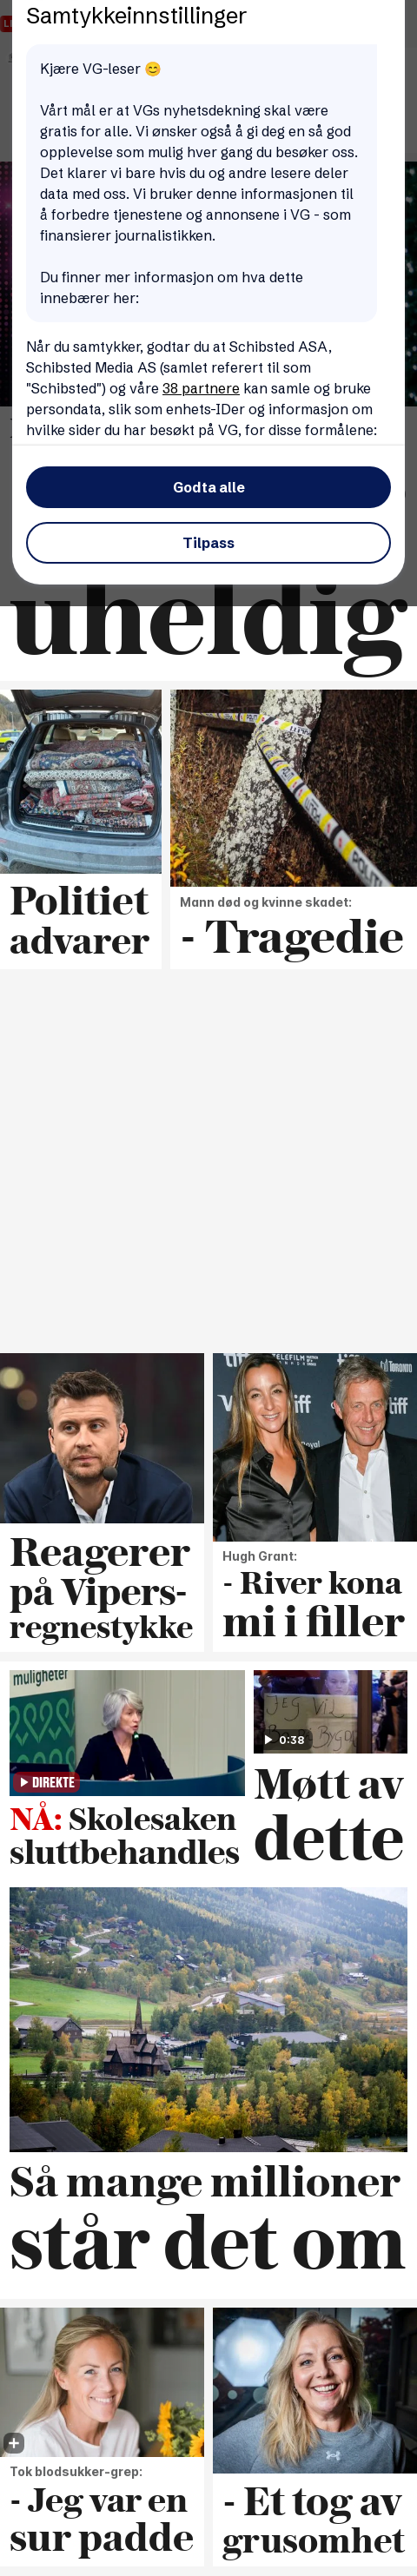 Samtykkeinnstillinger
Kjære VG-leser 😊
Vårt mål er at VGs nyhetsdekning skal være
gratis for alle. Vi ønsker også å gi deg en så god
opplevelse som mulig hver gang du besøker oss.
Det klarer vi bare hvis du og andre lesere deler
data med oss. Vi bruker denne informasjonen til
å forbedre tjenestene og annonsene i VG - som
finansierer journalistikken.
Du finner mer informasjon om hva dette
innebærer her:
Når du samtykker, godtar du at Schibsted ASA,
Schibsted Media AS (samlet referert til som
"Schibsted") og våre 38 partnere kan samle og bruke
persondata, slik som enhets-IDer og informasjon om
hvilke sider du har besøkt på VG, for disse formålene:
Godta alle
Tilpass
uheldig
Politiet
advarer
POLITI
Mann død og kvinne skadet:
- Tragedie
Reagerer
på Vipers-
regnestykke
TELEFILM
TORONTO
tiff
Hugh Grant:
- River kona
mi i filler
muligheter
DIREKTE
NÅ: Skolesaken
sluttbehandles
JEG VIL
0:38
Møtt av
dette
Så mange millioner
står det om
Tok blodsukker-grep:
- Jeg var en
sur padde
- Et tog av
grusomhet